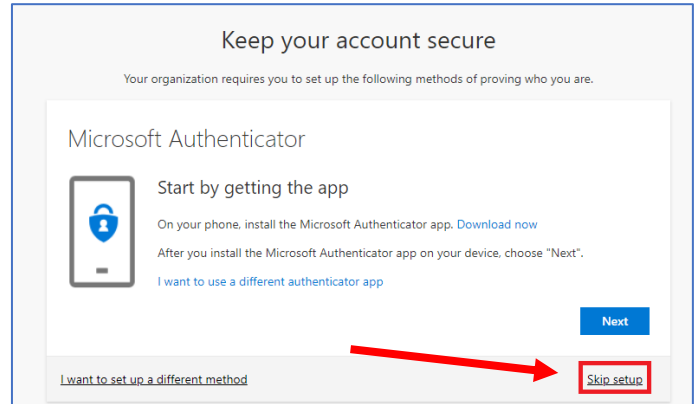 Keep your account secure
Your organization requires you to set up the following methods of proving who you are.
Microsoft Authenticator
Start by getting the app
On your phone, install the Microsoft Authenticator app. Download now
After you install the Microsoft Authenticator app on your device, choose "Next".
I want to use a different authenticator app
Next
I want to set up a different method
Skip setup